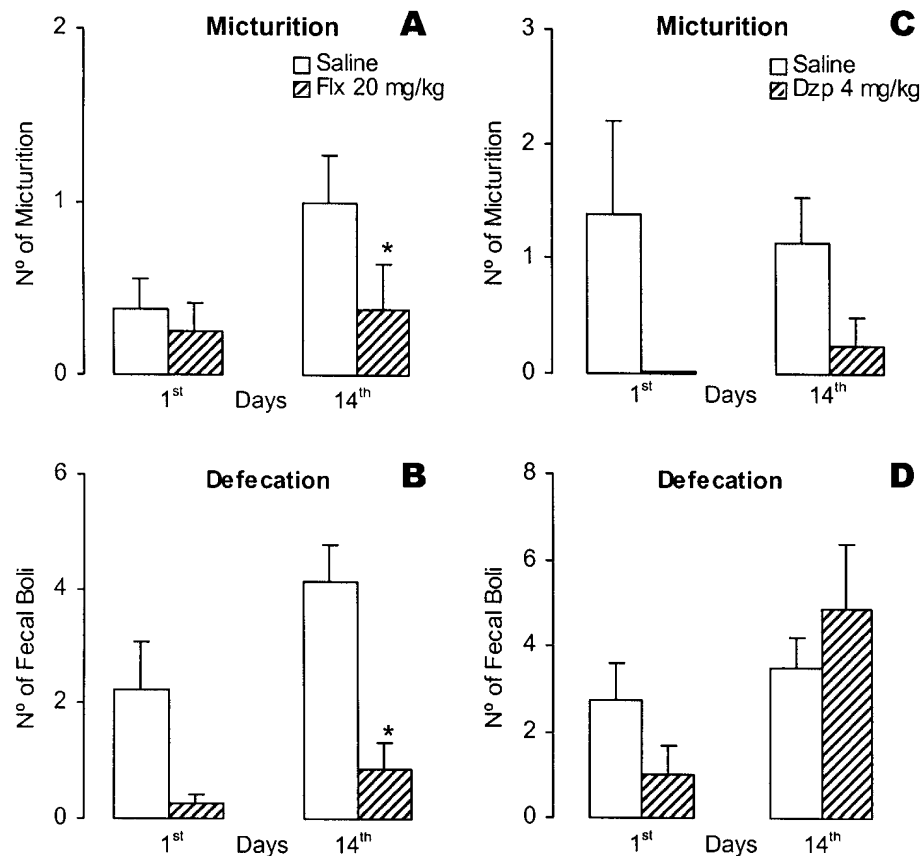 Micturition A
Saline
Flx 20 mg/kg
Nº of Micturition
2
1
0
*
1st Days 14th
Micturition C
Saline
Dzp 4 mg/kg
Nº of Micturition
3
2
1
0
1st Days 14th
Defecation B
Nº of Fecal Boli
6
4
2
0
*
1st Days 14th
Defecation D
Nº of Fecal Boli
8
6
4
2
0
1st Days 14th